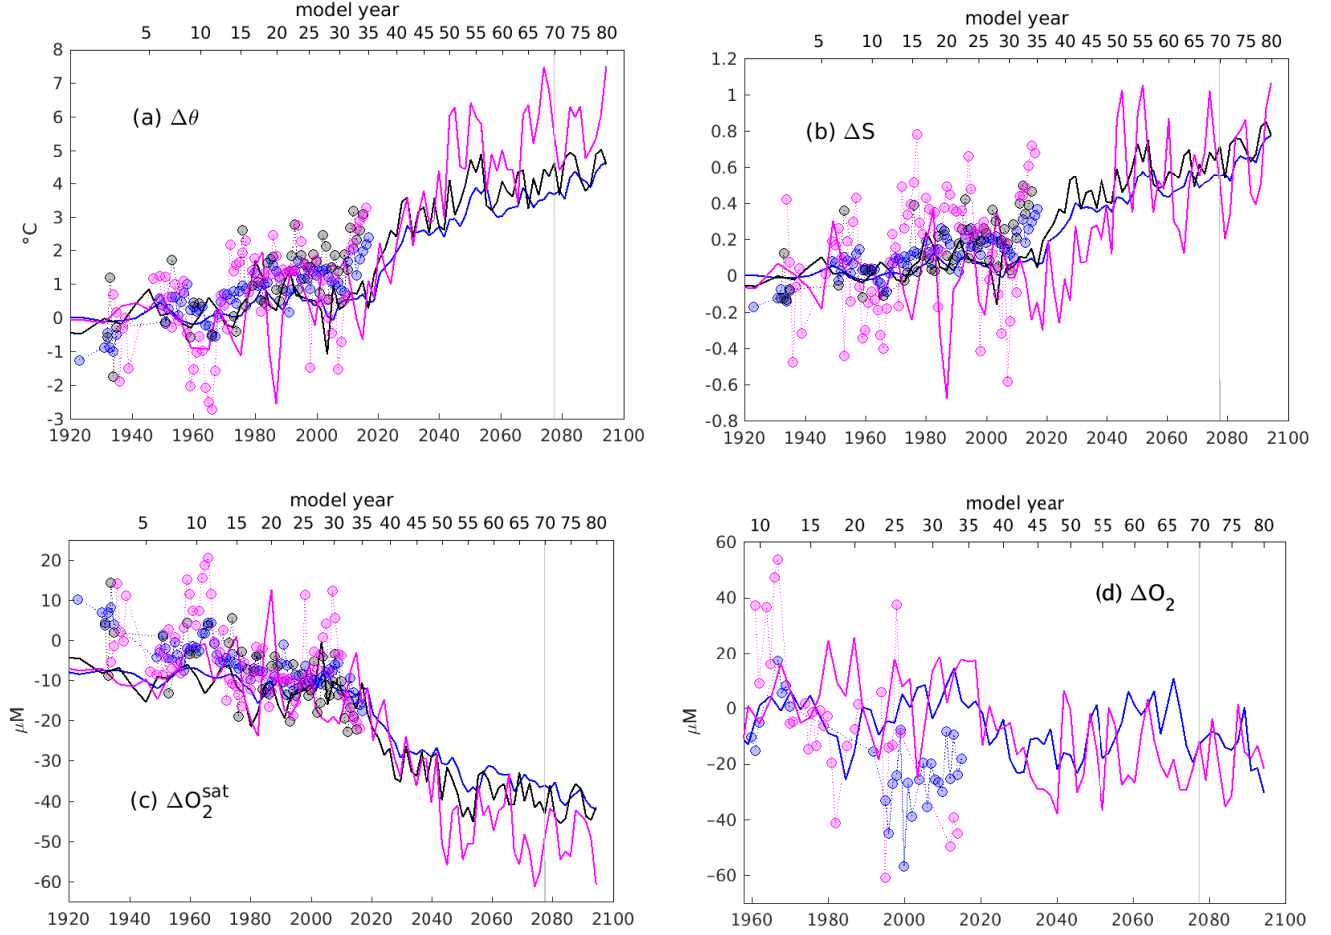 model year
5 10 15 20 25 30 35 40 45 50 55 60 65 70 75 80
8
7
6
5
4
3
2
1
0
-1
-2
-3
°C
(a) Δθ
1920 1940 1960 1980 2000 2020 2040 2060 2080 2100
model year
5 10 15 20 25 30 35 40 45 50 55 60 65 70 75 80
1.2
1
0.8
0.6
0.4
0.2
0
-0.2
-0.4
-0.6
-0.8
(b) ΔS
1920 1940 1960 1980 2000 2020 2040 2060 2080 2100
model year
5 10 15 20 25 30 35 40 45 50 55 60 65 70 75 80
20
10
0
-10
-20
-30
-40
-50
-60
μM
(c) ΔO₂ˢᵃᵗ
1920 1940 1960 1980 2000 2020 2040 2060 2080 2100
model year
10 15 20 25 30 35 40 45 50 55 60 65 70 75 80
60
40
20
0
−20
−40
−60
μM
(d) ΔO₂
1960 1980 2000 2020 2040 2060 2080 2100